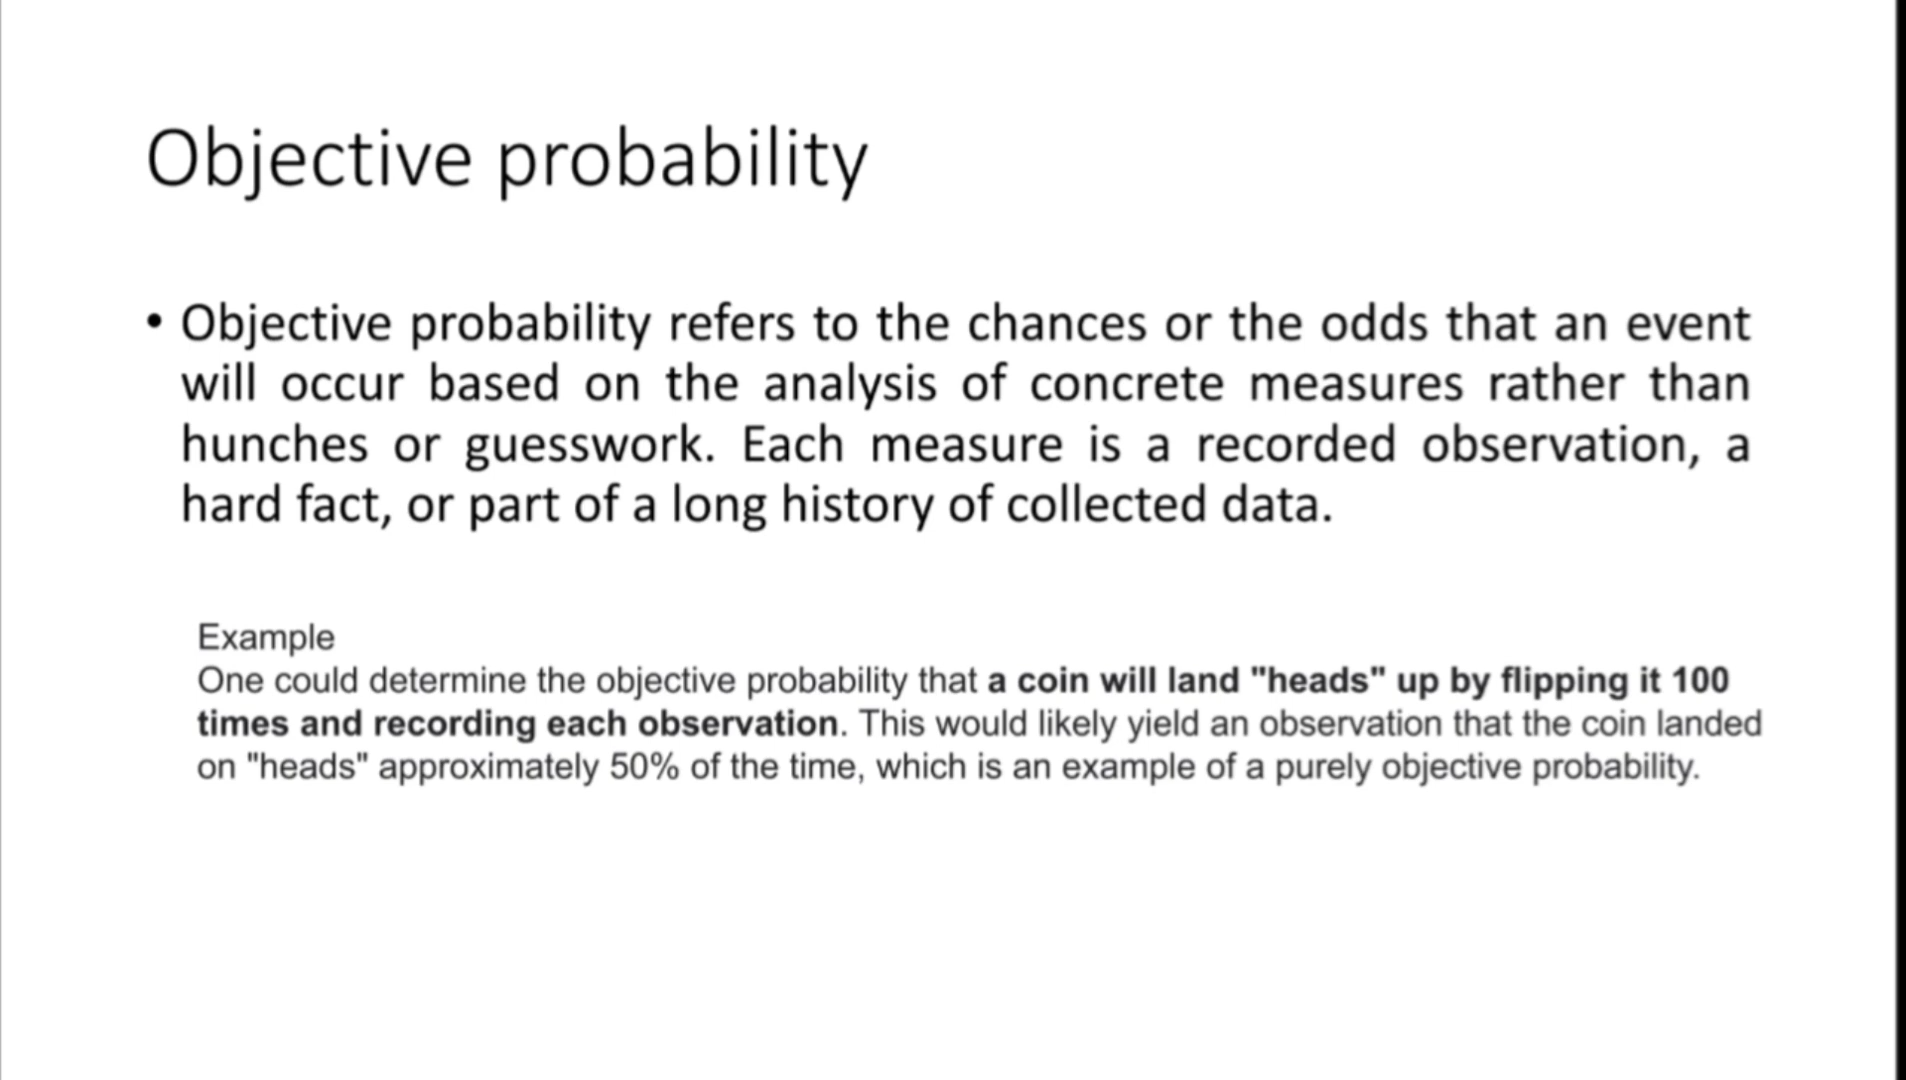 Objective probability
• Objective probability refers to the chances or the odds that an event
will occur based on the analysis of concrete measures rather than
hunches or guesswork. Each measure is a recorded observation, a
hard fact, or part of a long history of collected data.
Example
One could determine the objective probability that a coin will land "heads" up by flipping it 100
times and recording each observation. This would likely yield an observation that the coin landed
on "heads" approximately 50% of the time, which is an example of a purely objective probability.